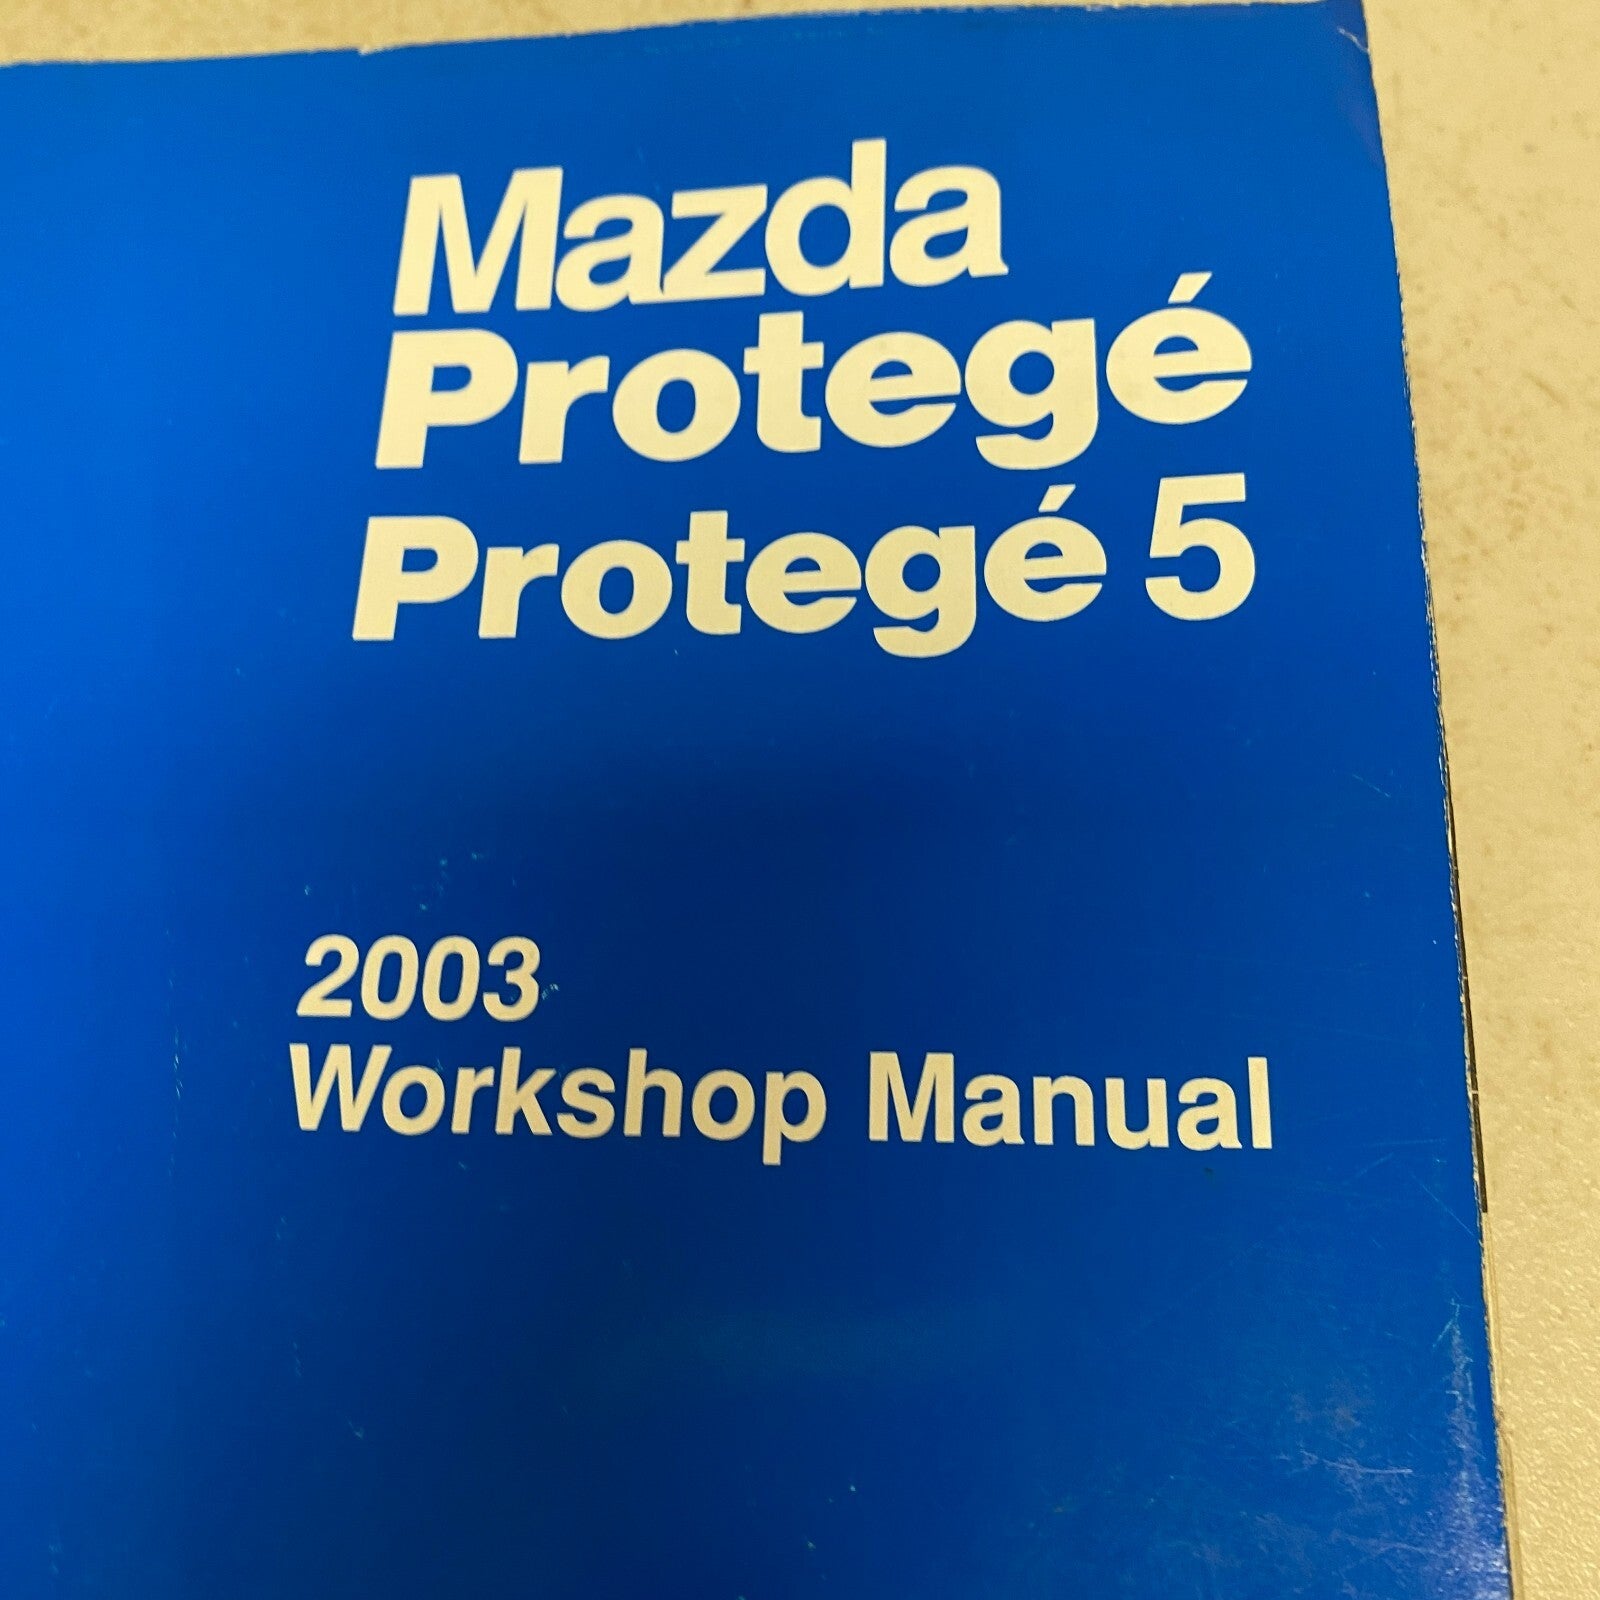 Mazda
Protegé
Protegé 5
2003
Workshop Manual